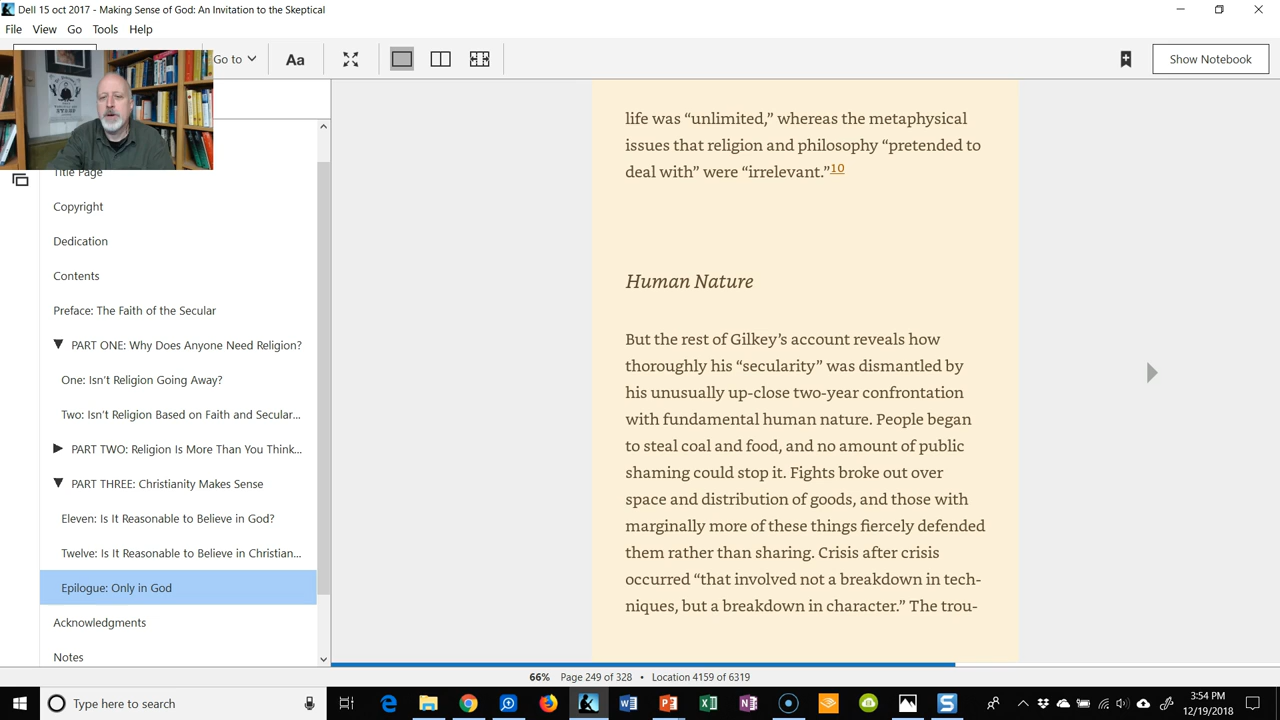 Dell 15 oct 2017 - Making Sense of God: An Invitation to the Skeptical
File View Go Tools Help
Go to
Aa
Show Notebook
Title Page
Copyright
Dedication
Contents
Preface: The Faith of the Secular
PART ONE: Why Does Anyone Need Religion?
One: Isn't Religion Going Away?
Two: Isn't Religion Based on Faith and Secular...
PART TWO: Religion Is More Than You Think...
PART THREE: Christianity Makes Sense
Eleven: Is It Reasonable to Believe in God?
Twelve: Is It Reasonable to Believe in Christian...
Epilogue: Only in God
Acknowledgments
Notes
life was “unlimited,” whereas the metaphysical
issues that religion and philosophy “pretended to
deal with” were “irrelevant.”10
Human Nature
But the rest of Gilkey’s account reveals how
thoroughly his “secularity” was dismantled by
his unusually up-close two-year confrontation
with fundamental human nature. People began
to steal coal and food, and no amount of public
shaming could stop it. Fights broke out over
space and distribution of goods, and those with
marginally more of these things fiercely defended
them rather than sharing. Crisis after crisis
occurred “that involved not a breakdown in tech-
niques, but a breakdown in character.” The trou-
66% Page 249 of 328 • Location 4159 of 6319
Type here to search
3:54 PM
12/19/2018